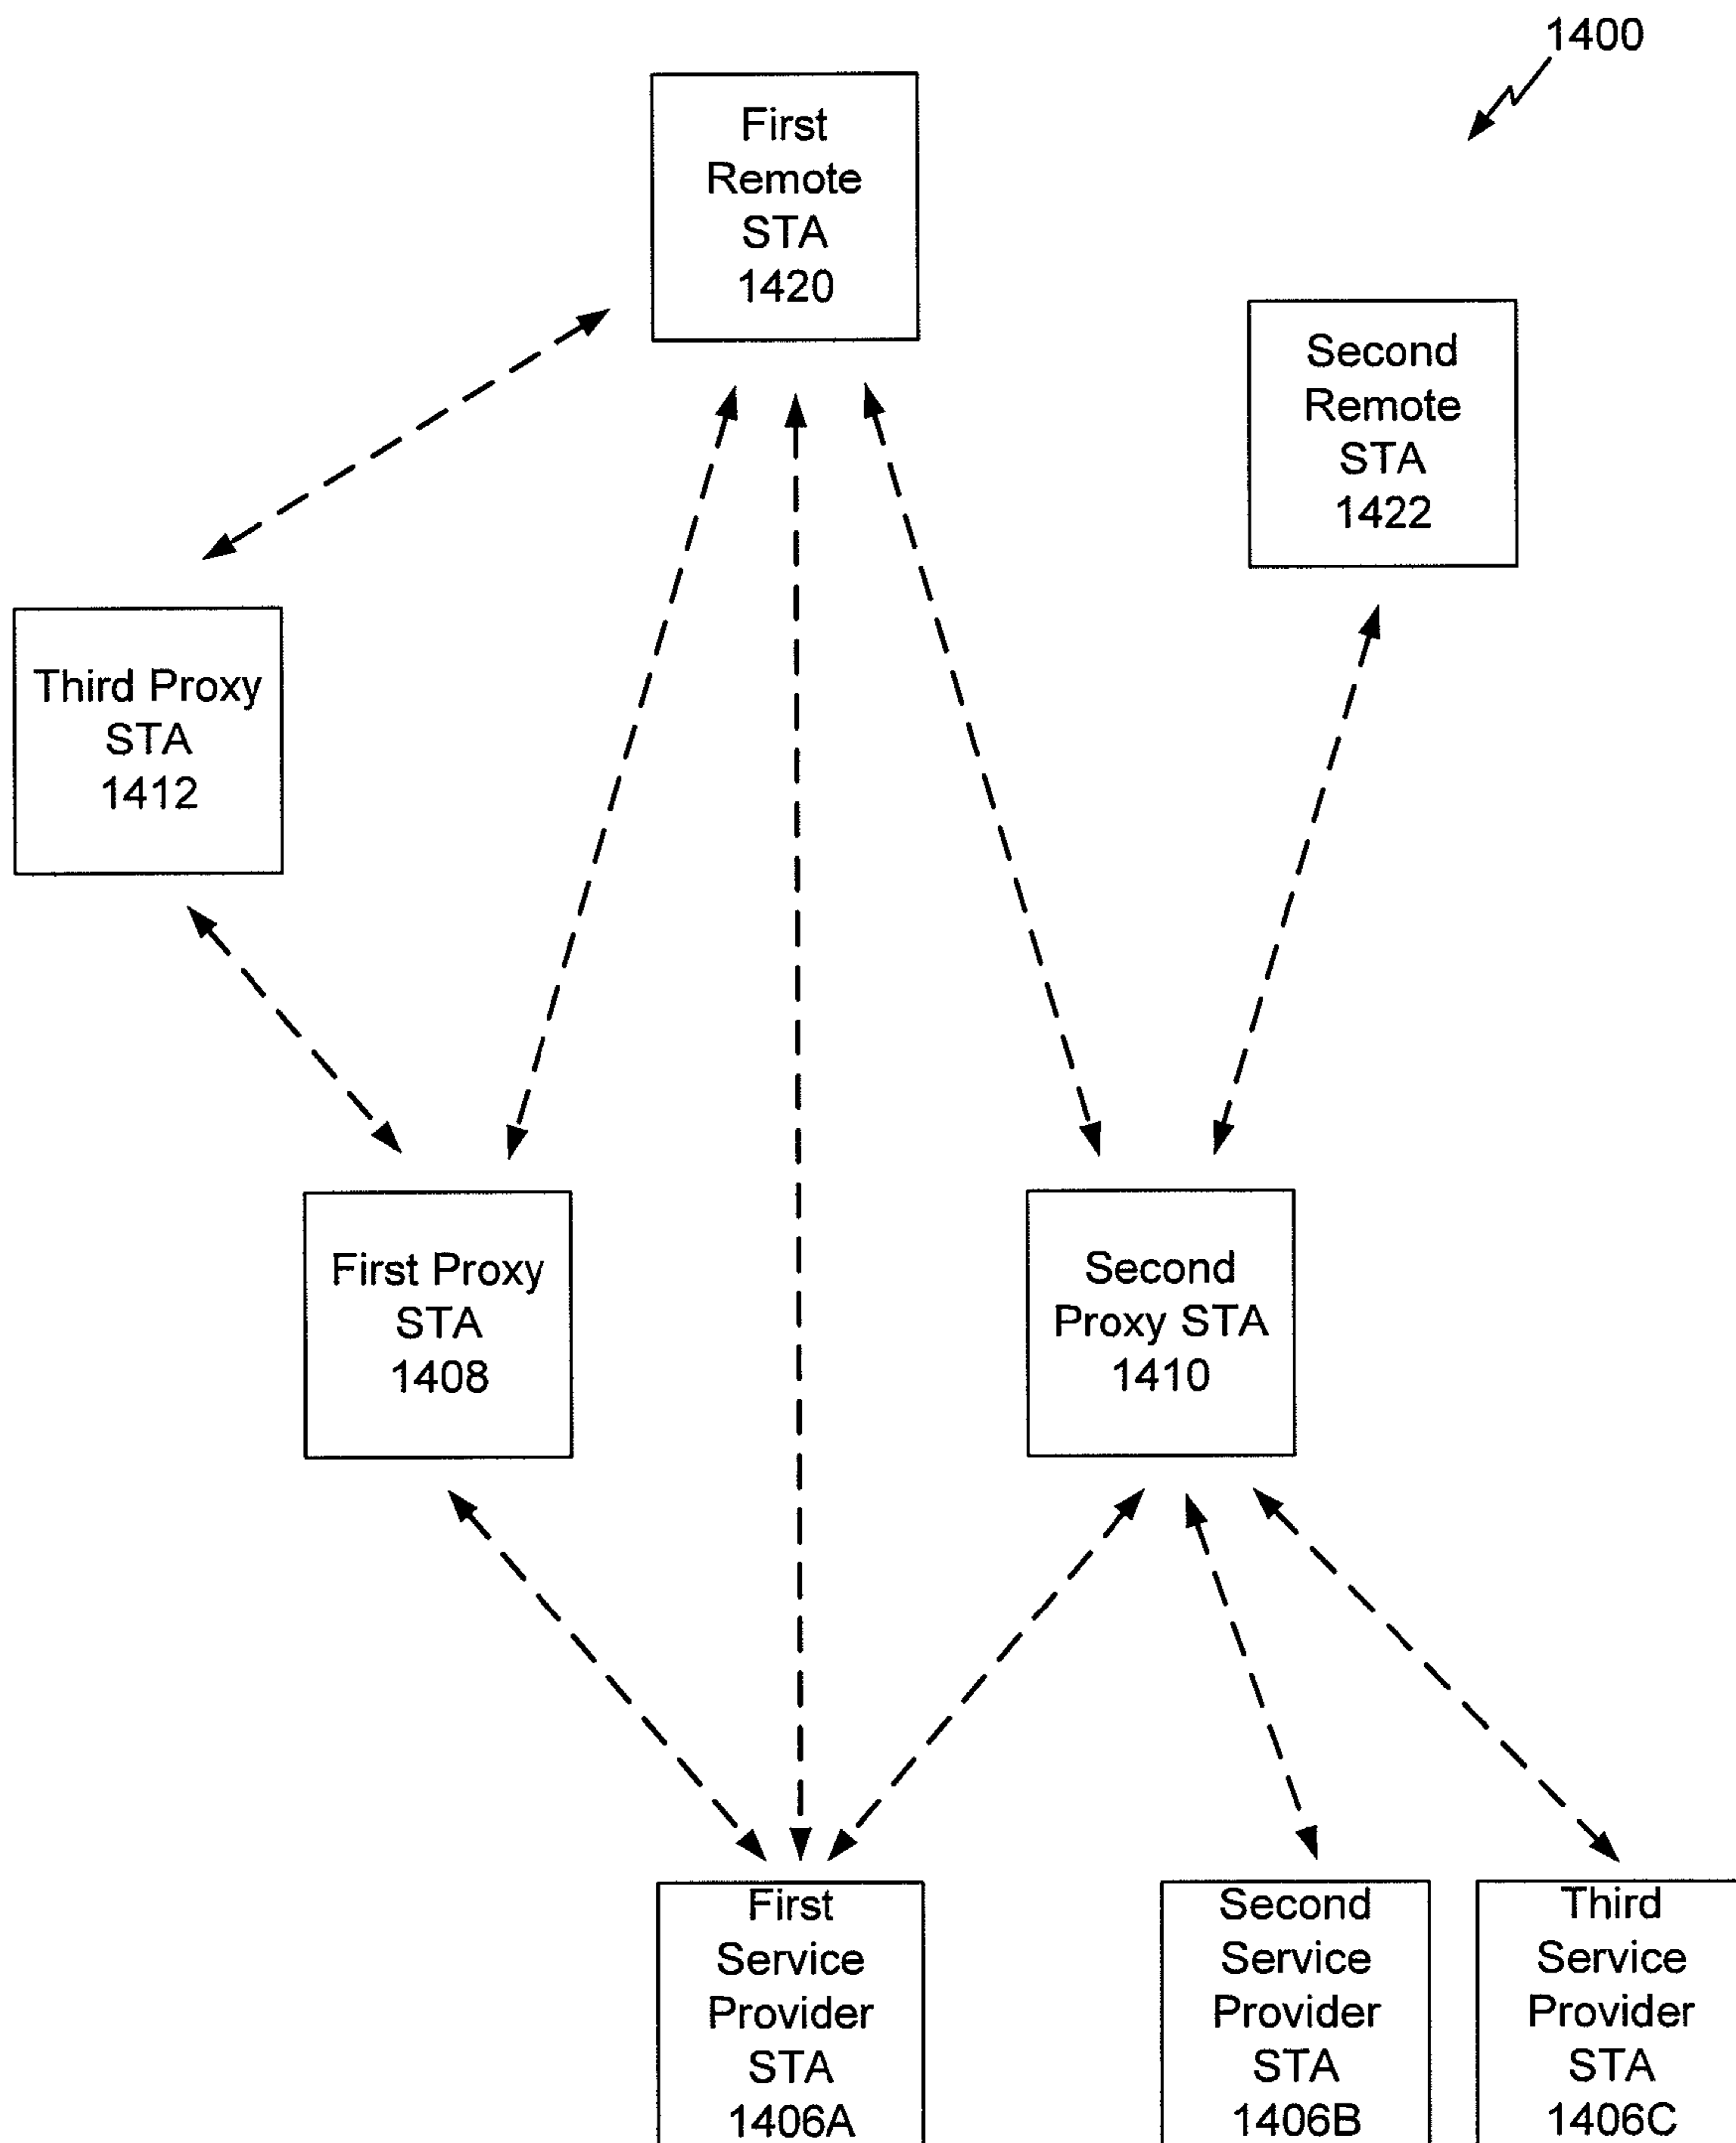 1400
First
Remote
STA
1420
Second
Remote
STA
1422
Third Proxy
STA
1412
First Proxy
STA
1408
Second
Proxy STA
1410
First
Service
Provider
STA
1406A
Second
Service
Provider
STA
1406B
Third
Service
Provider
STA
1406C